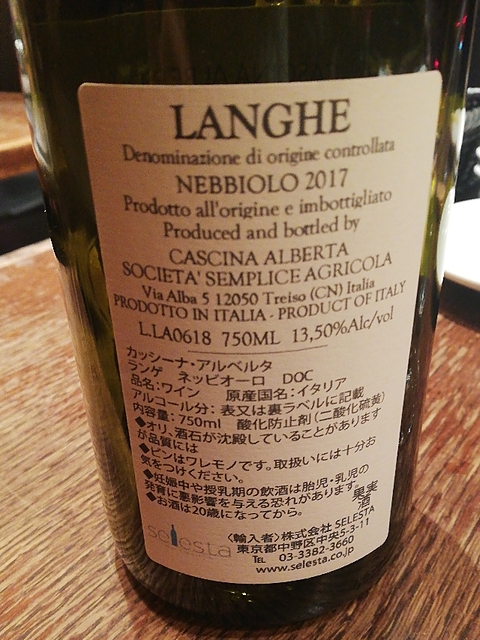 LANGHE
Denominazione di origine controllata
NEBBIOLO 2017
Prodotto all'origine e imbottigliato
Produced and bottled by
CASCINA ALBERTA
SOCIETA' SEMPLICE AGRICOLA
Via Alba 5 12050 Treiso (CN) Italia
PRODOTTO IN ITALIA - PRODUCT OF ITALY
L.LA0618 750ML 13,50%Alc/vol
カッシーナ・アルベルタ
ランゲ ネッビオーロ DOC
品名:ワイン 原産国名:イタリア
アルコール分:表又は裏ラベルに記載
内容量:750ml 酸化防止剤(二酸化硫黄)
◆オリ、酒石が沈殿していることがあります
が品質には
◆ビンはワレモノです。取扱いには十分お
気をつけください。
◆妊娠中や授乳期の飲酒は胎児・乳児の
発育に悪影響を与える恐れがあります。
◆お酒は20歳になってから。
果実
酒
selesta
〈輸入者〉株式会社 SELESTA
東京都中野区中央5-3-11
TEL 03-3382-3660
www.selesta.co.jp